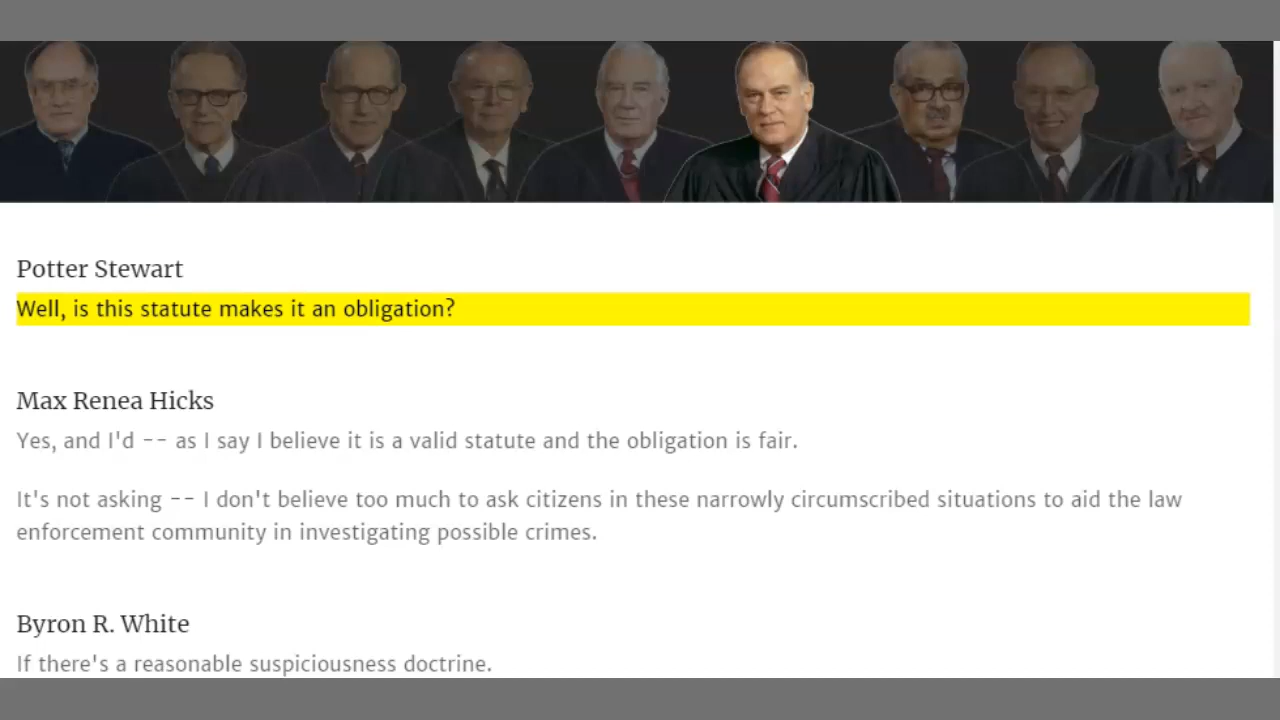 Potter Stewart
Well, is this statute makes it an obligation?
Max Renea Hicks
Yes, and I'd -- as I say I believe it is a valid statute and the obligation is fair.
It's not asking -- I don't believe too much to ask citizens in these narrowly circumscribed situations to aid the law
enforcement community in investigating possible crimes.
Byron R. White
If there's a reasonable suspiciousness doctrine.